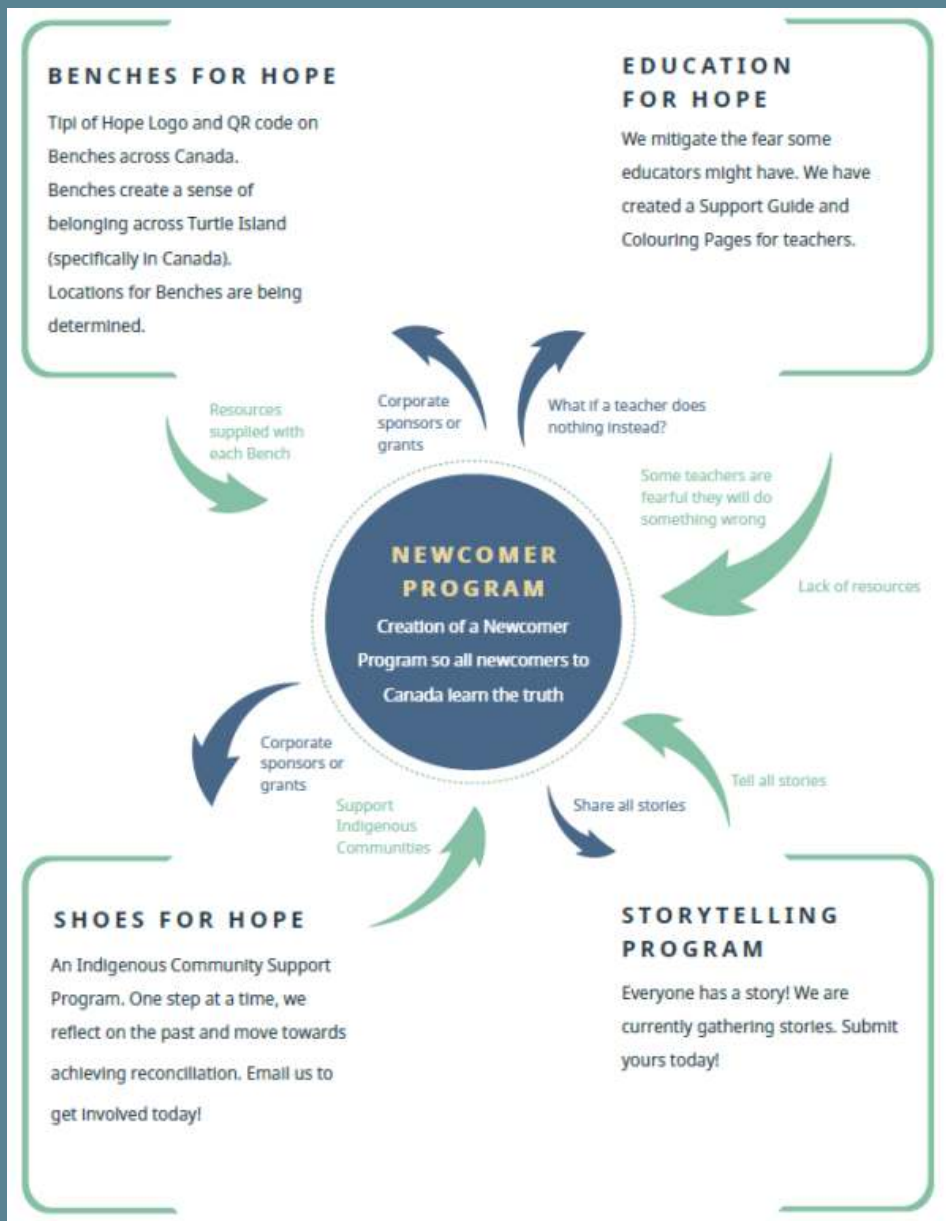 BENCHES FOR HOPE
Tipi of Hope Logo and QR code on
Benches across Canada.
Benches create a sense of
belonging across Turtle Island
(specifically in Canada).
Locations for Benches are being
determined.
EDUCATION
FOR HOPE
We mitigate the fear some
educators might have. We have
created a Support Guide and
Colouring Pages for teachers.
Resources
supplied with
each Bench
Corporate
sponsors or
grants
What if a teacher does
nothing instead?
Some teachers are
fearful they will do
something wrong
Lack of resources
NEWCOMER
PROGRAM
Creation of a Newcomer
Program so all newcomers to
Canada learn the truth
Corporate
sponsors or
grants
Support
Indigenous
Communities
Share all stories
Tell all stories
SHOES FOR HOPE
An Indigenous Community Support
Program. One step at a time, we
reflect on the past and move towards
achieving reconciliation. Email us to
get involved today!
STORYTELLING
PROGRAM
Everyone has a story! We are
currently gathering stories. Submit
yours today!